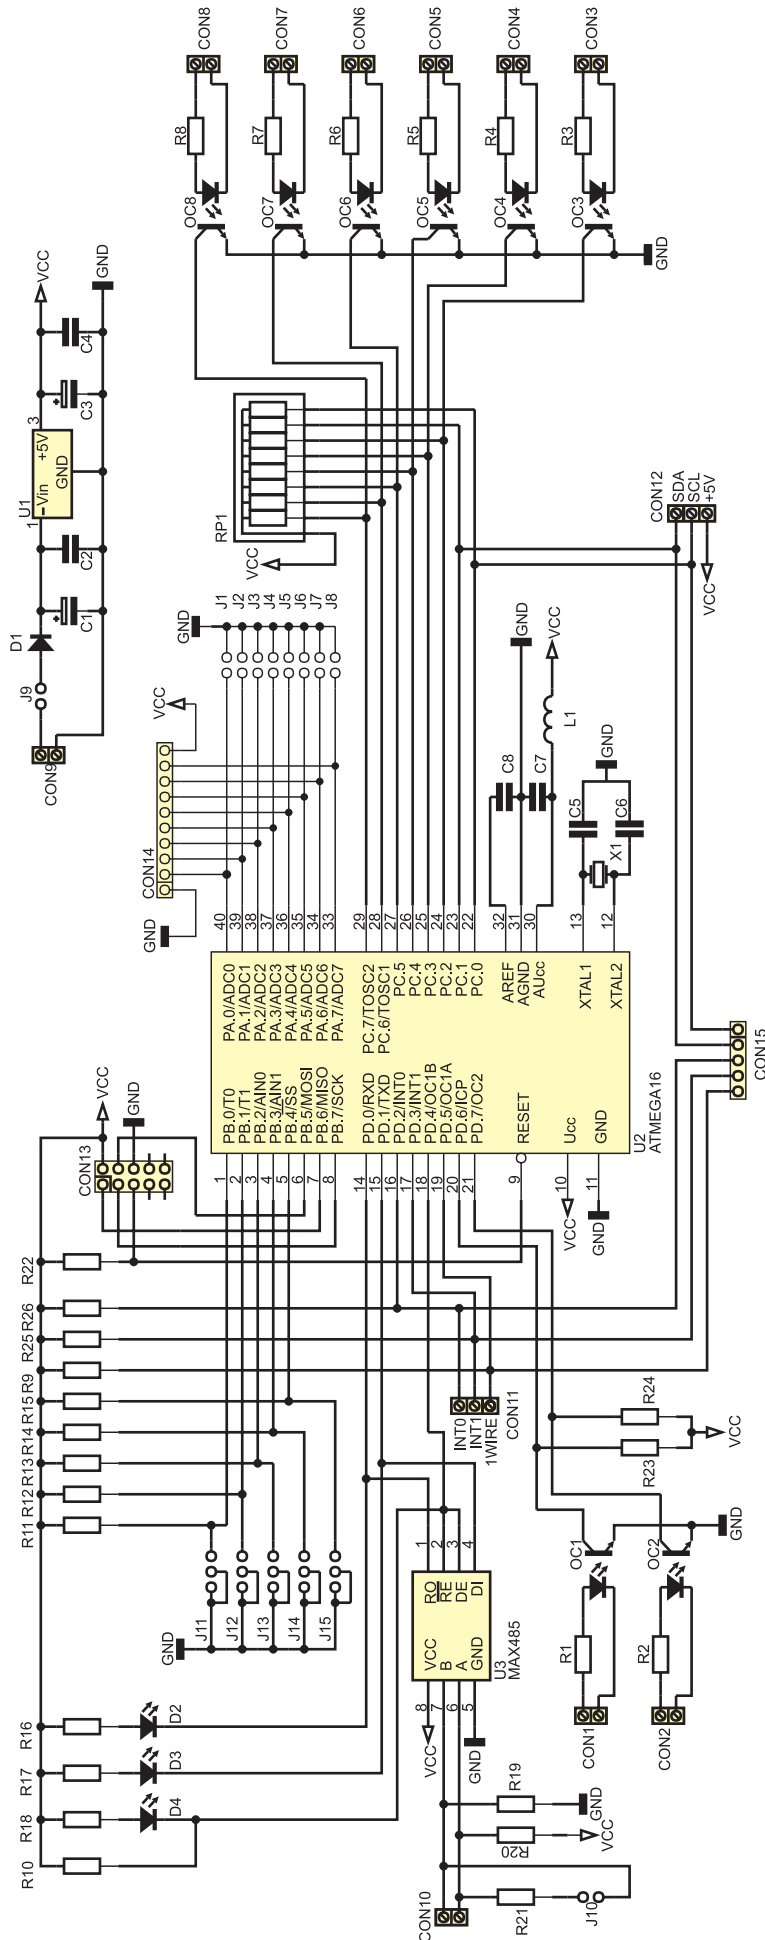 CON8
CON7
CON6
CON5
CON4
CON3
R8
R7
R6
R5
R4
R3
OC8
OC7
OC6
OC5
OC4
OC3
GND
VCC
GND
C4
C3
+
3
U1
Vin
+5V
GND
1
C2
C1
+
D1
J9
CON9
RP1
VCC
GND
J1
J2
J3
J4
J5
J6
J7
J8
VCC
CON14
GND
CON12
SDA
SCL
+5V
VCC
GND
VCC
L1
C8
C7
GND
C5
C6
X1
40
39
38
37
36
35
34
33
29
28
27
26
25
24
23
22
32
31
30
13
12
PA.0/ADC0
PA.1/ADC1
PA.2/ADC2
PA.3/ADC3
PA.4/ADC4
PA.5/ADC5
PA.6/ADC6
PA.7/ADC7
PC.7/TOSC2
PC.6/TOSC1
PC.5
PC.4
PC.3
PC.2
PC.1
PC.0
AREF
AGND
AUcc
XTAL1
XTAL2
PB.0/T0
PB.1/T1
PB.2/AIN0
PB.3/AIN1
PB.4/SS
PB.5/MOSI
PB.6/MISO
PB.7/SCK
PD.0/RXD
PD.1/TXD
PD.2/INT0
PD.3/INT1
PD.4/OC1B
PD.5/OC1A
PD.6/ICP
PD.7/OC2
RESET
Ucc
GND
U2
ATMEGA16
CON15
1
2
3
4
5
6
7
8
14
15
16
17
18
19
20
21
9
10
11
VCC
GND
VCC
GND
CON13
R22
R26
R25
R9
R15
R14
R13
R12
R11
INT0
INT1
1WIRE
CON11
R24
R23
VCC
GND
OC1
OC2
R1
R2
CON1
CON2
GND
J11
J12
J13
J14
J15
1
2
3
4
RO
RE
DE
DI
VCC
B
A
GND
U3
MAX485
8
7
6
5
VCC
GND
R16
R17
R18
R10
D2
D3
D4
R19
GND
R20
VCC
R21
J10
CON10